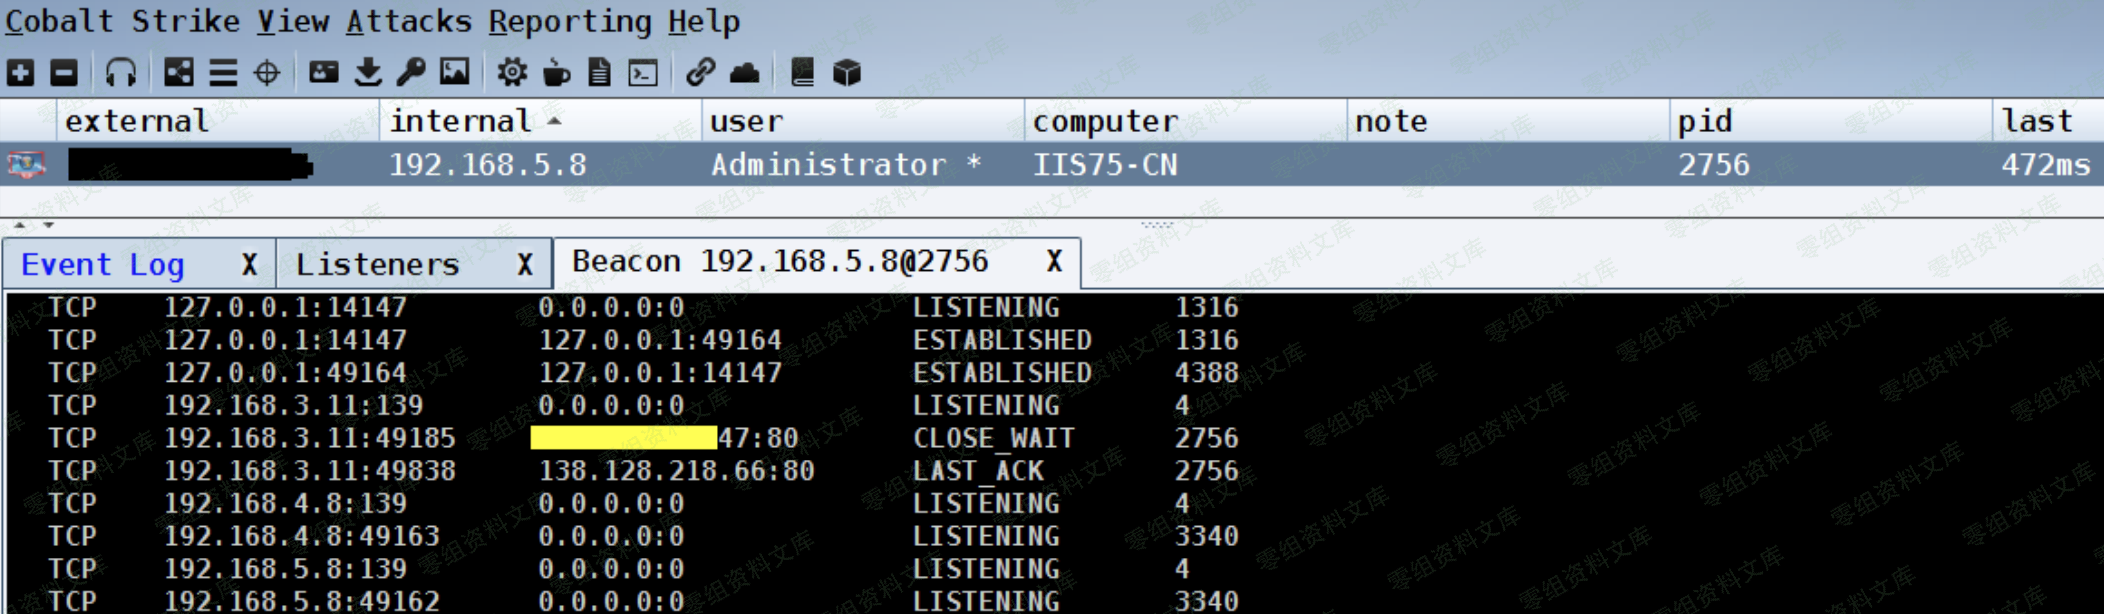 Cobalt Strike View Attacks Reporting Help
external internal user computer note pid last
192.168.5.8 Administrator * IIS75-CN 2756 472ms
Event Log X Listeners X Beacon 192.168.5.8@2756 X
TCP 127.0.0.1:14147 0.0.0.0:0 LISTENING 1316
TCP 127.0.0.1:14147 127.0.0.1:49164 ESTABLISHED 1316
TCP 127.0.0.1:49164 127.0.0.1:14147 ESTABLISHED 4388
TCP 192.168.3.11:139 0.0.0.0:0 LISTENING 4
TCP 192.168.3.11:49185 47:80 CLOSE_WAIT 2756
TCP 192.168.3.11:49838 138.128.218.66:80 LAST_ACK 2756
TCP 192.168.4.8:139 0.0.0.0:0 LISTENING 4
TCP 192.168.4.8:49163 0.0.0.0:0 LISTENING 3340
TCP 192.168.5.8:139 0.0.0.0:0 LISTENING 4
TCP 192.168.5.8:49162 0.0.0.0:0 LISTENING 3340
零组资料文库